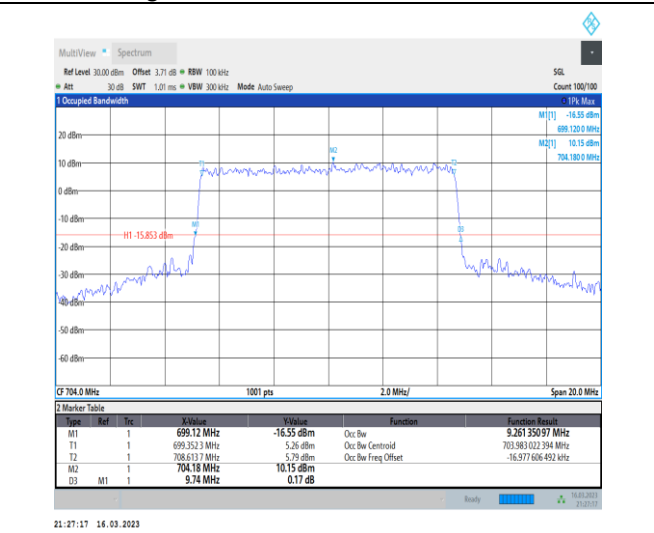 MultiView Spectrum
Ref Level 30.00 dBm Offset 3.71 dB RBW 100 kHz SGL
Att 30 dB SWT 1.01 ms VBW 300 kHz Mode Auto Sweep Count 100/100
1 Occupied Bandwidth 1Pk Max
M1[1] -16.55 dBm
699.120 0 MHz
M2[1] 10.15 dBm
704.180 0 MHz
20 dBm
M2
10 dBm
T1
0 dBm
-10 dBm
M1
D3
H1 -15.853 dBm
-20 dBm
-30 dBm
-40 dBm
-50 dBm
-60 dBm
CF 704.0 MHz 1001 pts 2.0 MHz/ Span 20.0 MHz
2 Marker Table
Type Ref Trc X-Value Y-Value Function Function Result
M1 1 699.12 MHz -16.55 dBm Occ Bw 9.261 350 97 MHz
T1 1 699.352 3 MHz 5.26 dBm Occ Bw Centroid 703.983 022 394 MHz
T2 1 708.613 7 MHz 5.79 dBm Occ Bw Freq Offset -16.977 606 492 kHz
M2 1 704.18 MHz 10.15 dBm
D3 M1 1 9.74 MHz 0.17 dB
Ready 16.03.2023
21:27:17
21:27:17 16.03.2023